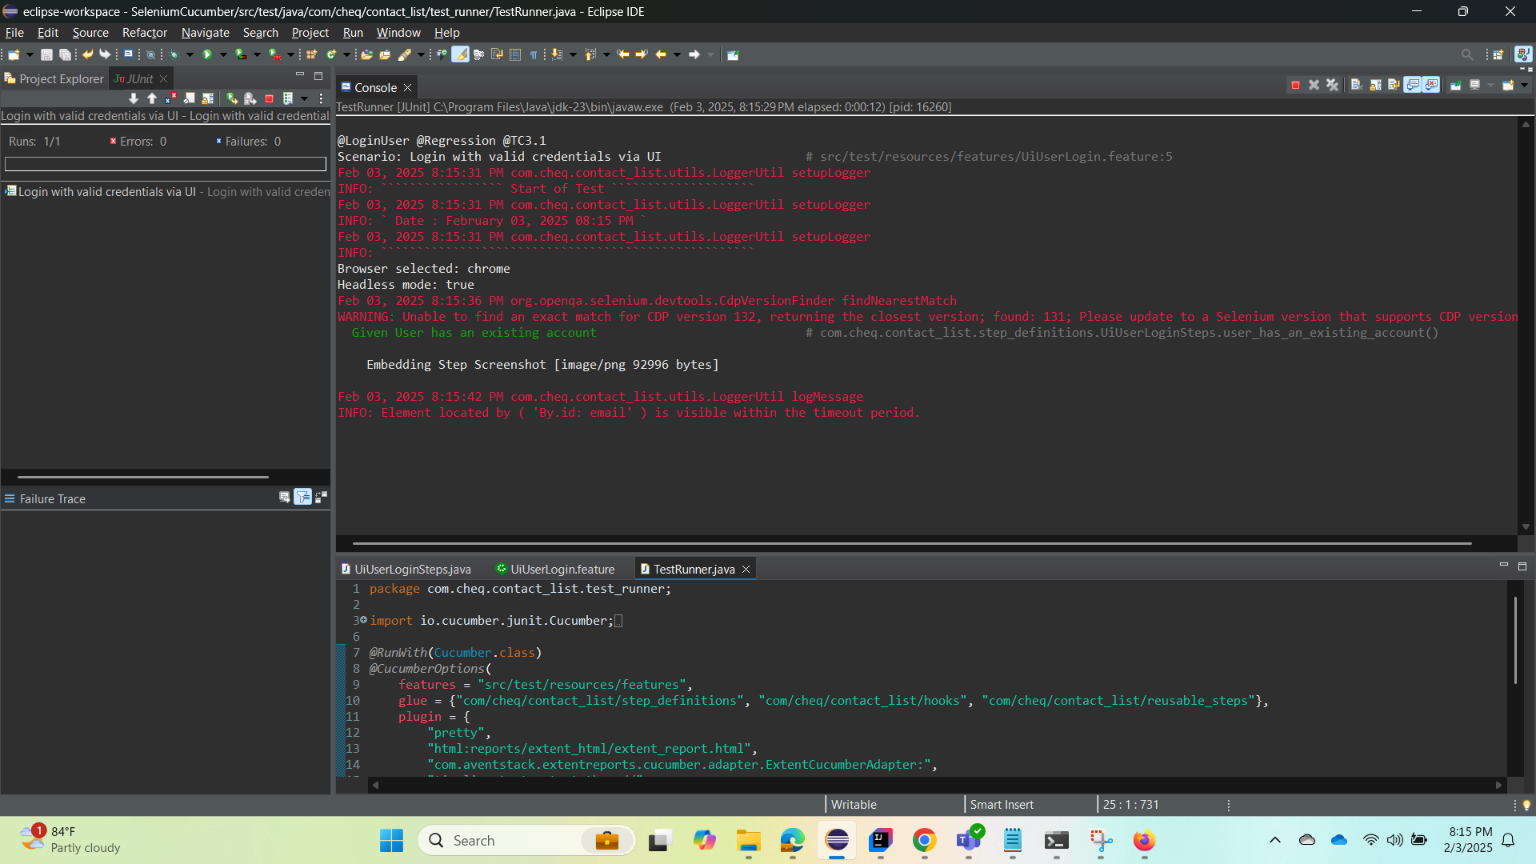 eclipse-workspace - SeleniumCucumber/src/test/java/com/cheq/contact_list/test_runner/TestRunner.java - Eclipse IDE
File Edit Source Refactor Navigate Search Project Run Window Help
Project Explorer JUnit
Login with valid credentials via UI - Login with valid credential
Runs: 1/1 Errors: 0 Failures: 0
Login with valid credentials via UI - Login with valid creden
Failure Trace
Console
TestRunner [JUnit] C:\Program Files\Java\jdk-23\bin\javaw.exe (Feb 3, 2025, 8:15:29 PM elapsed: 0:00:12) [pid: 16260]
@LoginUser @Regression @TC3.1
Scenario: Login with valid credentials via UI # src/test/resources/features/UiUserLogin.feature:5
Feb 03, 2025 8:15:31 PM com.cheq.contact_list.utils.LoggerUtil setupLogger
INFO: ````````````````` Start of Test ````````````````````
Feb 03, 2025 8:15:31 PM com.cheq.contact_list.utils.LoggerUtil setupLogger
INFO: ` Date : February 03, 2025 08:15 PM `
Feb 03, 2025 8:15:31 PM com.cheq.contact_list.utils.LoggerUtil setupLogger
INFO: ````````````````````````````````````````````````````
Browser selected: chrome
Headless mode: true
Feb 03, 2025 8:15:36 PM org.openqa.selenium.devtools.CdpVersionFinder findNearestMatch
WARNING: Unable to find an exact match for CDP version 132, returning the closest version; found: 131; Please update to a Selenium version that supports CDP version
Given User has an existing account # com.cheq.contact_list.step_definitions.UiUserLoginSteps.user_has_an_existing_account()
Embedding Step Screenshot [image/png 92996 bytes]
Feb 03, 2025 8:15:42 PM com.cheq.contact_list.utils.LoggerUtil logMessage
INFO: Element located by ( 'By.id: email' ) is visible within the timeout period.
UiUserLoginSteps.java UiUserLogin.feature TestRunner.java
1 package com.cheq.contact_list.test_runner;
2
3 import io.cucumber.junit.Cucumber;
6
7 @RunWith(Cucumber.class)
8 @CucumberOptions(
9 features = "src/test/resources/features",
10 glue = {"com/cheq/contact_list/step_definitions", "com/cheq/contact_list/hooks", "com/cheq/contact_list/reusable_steps"},
11 plugin = {
12 "pretty",
13 "html:reports/extent_html/extent_report.html",
14 "com.aventstack.extentreports.cucumber.adapter.ExtentCucumberAdapter:",
Writable Smart Insert 25 : 1 : 731
1
84°F
Partly cloudy
Search
8:15 PM
2/3/2025